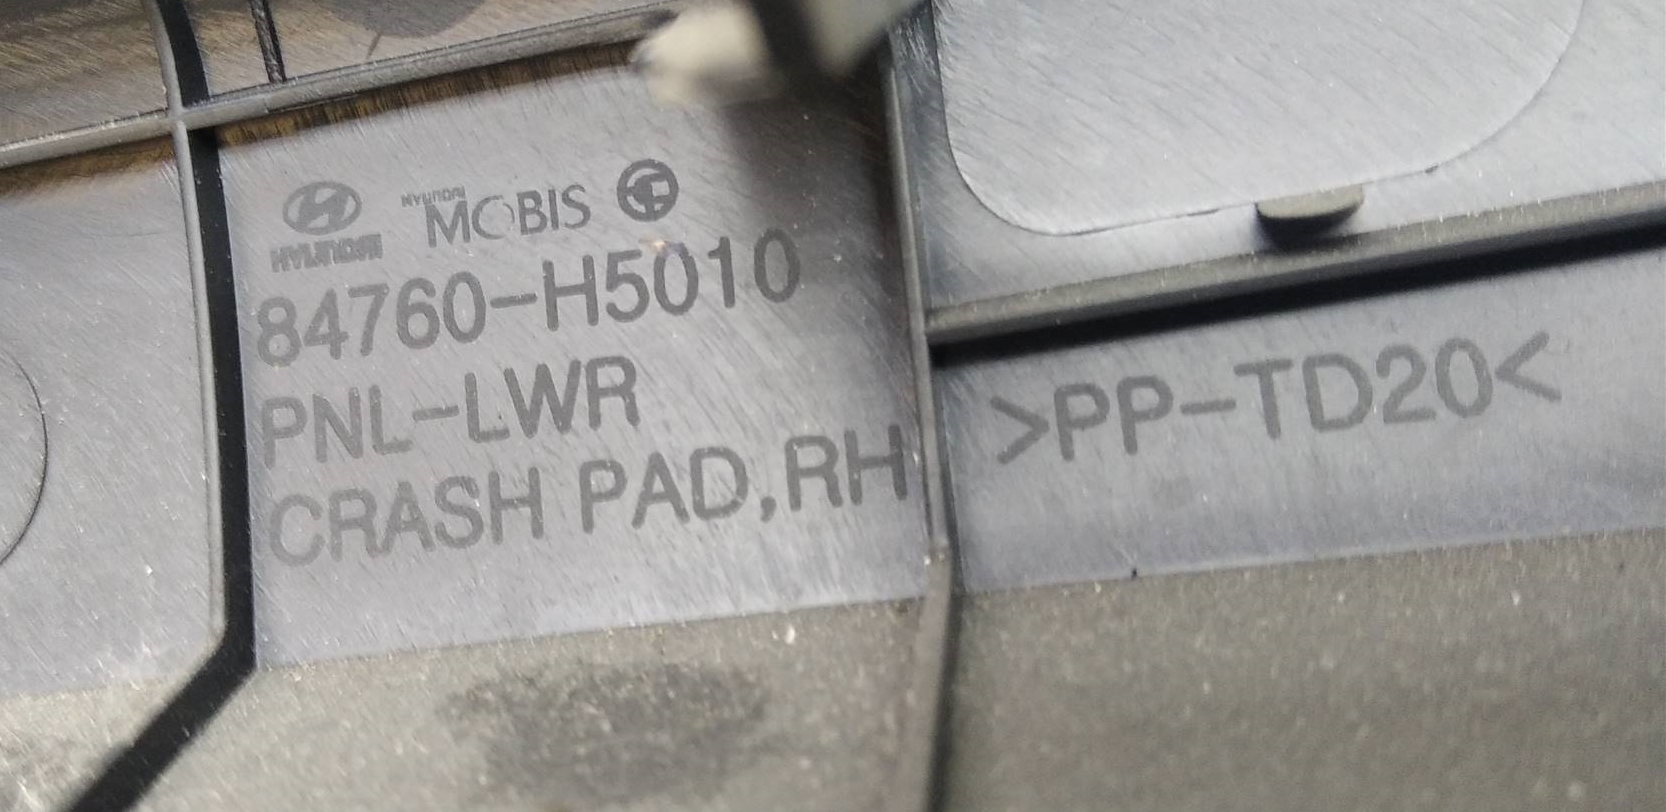 HYUNDAI
HYUNDAI
MOBIS
84760-H5010
PNL-LWR
CRASH PAD,RH
>PP-TD20<